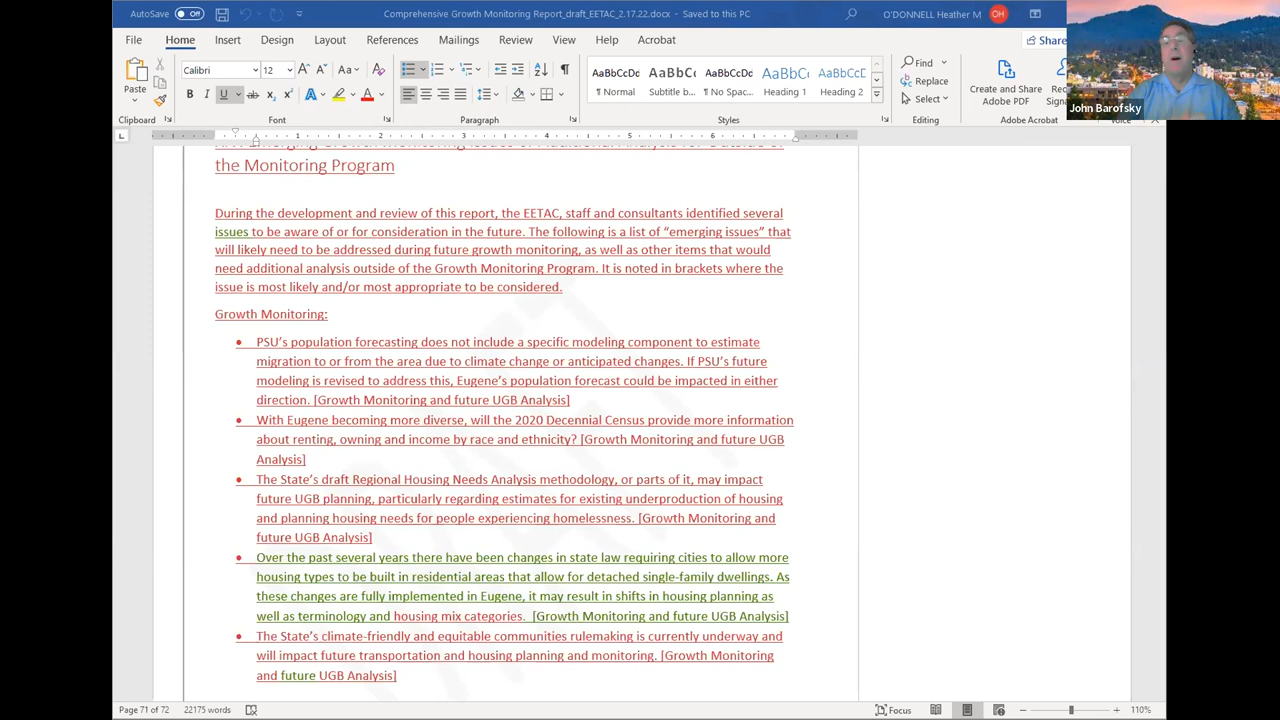 AutoSave Off Comprehensive Growth Monitoring Report_draft_EETAC_2.17.22.docx - Saved to this PC O'DONNELL Heather M OH
File Home Insert Design Layout References Mailings Review View Help Acrobat Share
Paste Calibri 12 Aa AaBbCcDd AaBbCcD AaBbCcDd AaBbCcD AaBbCcD Find
¶ Normal Subtitle b... ¶ No Spac... Heading 1 Heading 2 Replace
Select Create and Share Adobe PDF
Clipboard Font Paragraph Styles Editing Adobe Acrobat
John Barofsky
1 2 3 4 5 6
the Monitoring Program
During the development and review of this report, the EETAC, staff and consultants identified several
issues to be aware of or for consideration in the future. The following is a list of “emerging issues” that
will likely need to be addressed during future growth monitoring, as well as other items that would
need additional analysis outside of the Growth Monitoring Program. It is noted in brackets where the
issue is most likely and/or most appropriate to be considered.
Growth Monitoring:
• PSU’s population forecasting does not include a specific modeling component to estimate
migration to or from the area due to climate change or anticipated changes. If PSU’s future
modeling is revised to address this, Eugene’s population forecast could be impacted in either
direction. [Growth Monitoring and future UGB Analysis]
• With Eugene becoming more diverse, will the 2020 Decennial Census provide more information
about renting, owning and income by race and ethnicity? [Growth Monitoring and future UGB
Analysis]
• The State’s draft Regional Housing Needs Analysis methodology, or parts of it, may impact
future UGB planning, particularly regarding estimates for existing underproduction of housing
and planning housing needs for people experiencing homelessness. [Growth Monitoring and
future UGB Analysis]
• Over the past several years there have been changes in state law requiring cities to allow more
housing types to be built in residential areas that allow for detached single-family dwellings. As
these changes are fully implemented in Eugene, it may result in shifts in housing planning as
well as terminology and housing mix categories. [Growth Monitoring and future UGB Analysis]
• The State’s climate-friendly and equitable communities rulemaking is currently underway and
will impact future transportation and housing planning and monitoring. [Growth Monitoring
and future UGB Analysis]
Page 71 of 72 22175 words Focus 110%